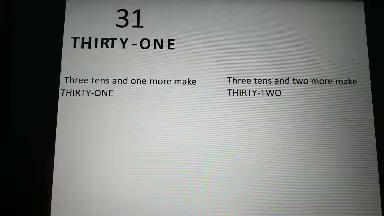 31
THIRTY-ONE
Three tens and one more make
THIRTY-ONE
Three tens and two more make
THIRTY-TWO